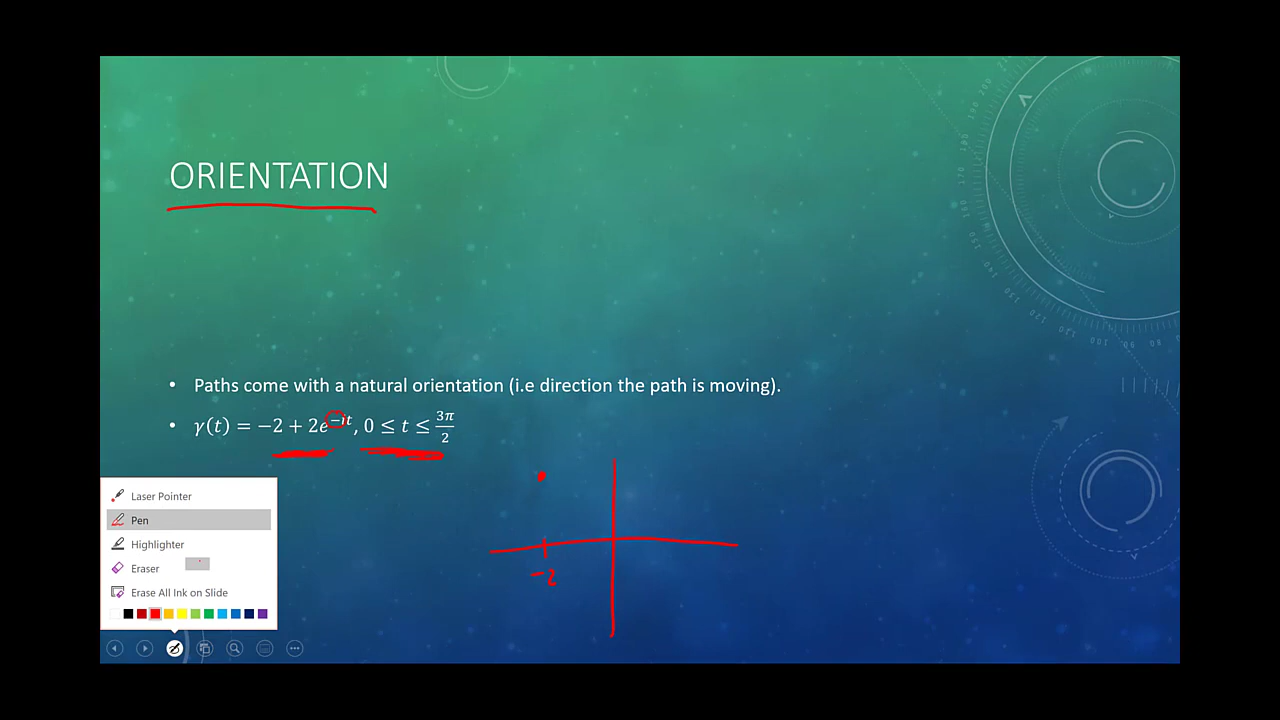 ORIENTATION
• Paths come with a natural orientation (i.e direction the path is moving).
• γ(t) = −2 + 2e^{−it}, 0 ≤ t ≤ 3π/2
Laser Pointer
Pen
Highlighter
Eraser
Erase All Ink on Slide
-2